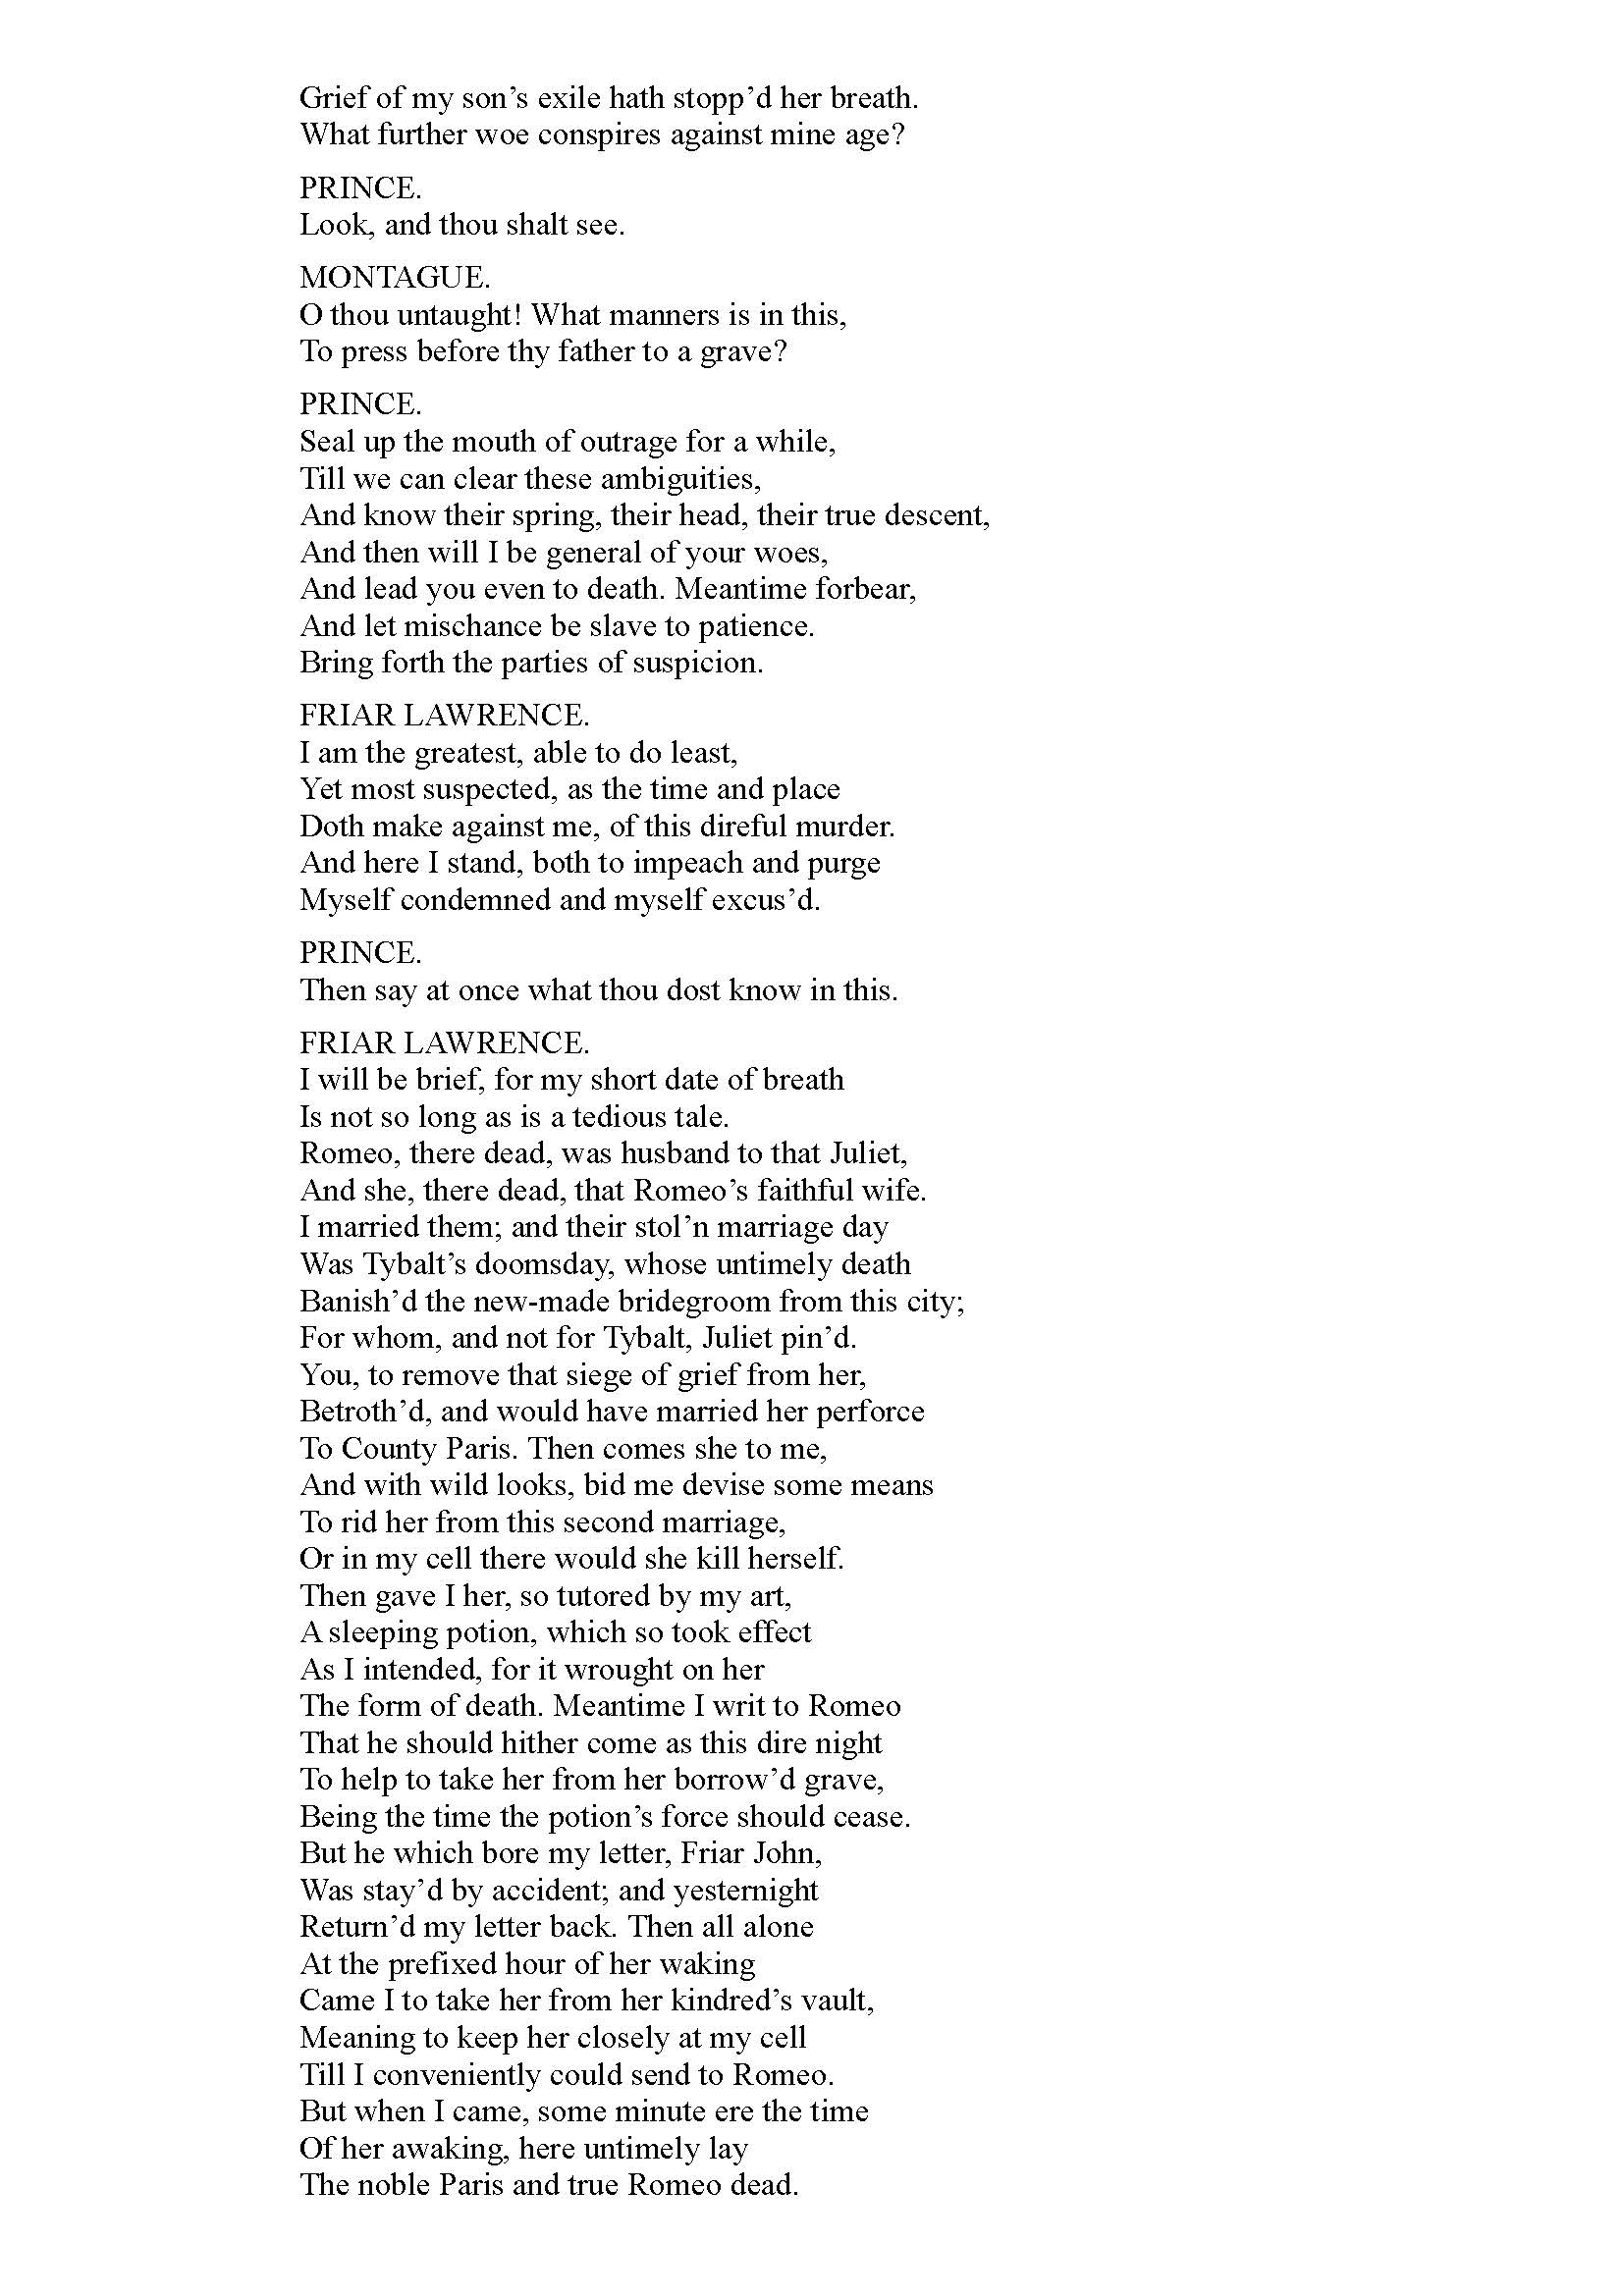 Grief of my son’s exile hath stopp’d her breath.
What further woe conspires against mine age?
PRINCE.
Look, and thou shalt see.
MONTAGUE.
O thou untaught! What manners is in this,
To press before thy father to a grave?
PRINCE.
Seal up the mouth of outrage for a while,
Till we can clear these ambiguities,
And know their spring, their head, their true descent,
And then will I be general of your woes,
And lead you even to death. Meantime forbear,
And let mischance be slave to patience.
Bring forth the parties of suspicion.
FRIAR LAWRENCE.
I am the greatest, able to do least,
Yet most suspected, as the time and place
Doth make against me, of this direful murder.
And here I stand, both to impeach and purge
Myself condemned and myself excus’d.
PRINCE.
Then say at once what thou dost know in this.
FRIAR LAWRENCE.
I will be brief, for my short date of breath
Is not so long as is a tedious tale.
Romeo, there dead, was husband to that Juliet,
And she, there dead, that Romeo’s faithful wife.
I married them; and their stol’n marriage day
Was Tybalt’s doomsday, whose untimely death
Banish’d the new-made bridegroom from this city;
For whom, and not for Tybalt, Juliet pin’d.
You, to remove that siege of grief from her,
Betroth’d, and would have married her perforce
To County Paris. Then comes she to me,
And with wild looks, bid me devise some means
To rid her from this second marriage,
Or in my cell there would she kill herself.
Then gave I her, so tutored by my art,
A sleeping potion, which so took effect
As I intended, for it wrought on her
The form of death. Meantime I writ to Romeo
That he should hither come as this dire night
To help to take her from her borrow’d grave,
Being the time the potion’s force should cease.
But he which bore my letter, Friar John,
Was stay’d by accident; and yesternight
Return’d my letter back. Then all alone
At the prefixed hour of her waking
Came I to take her from her kindred’s vault,
Meaning to keep her closely at my cell
Till I conveniently could send to Romeo.
But when I came, some minute ere the time
Of her awaking, here untimely lay
The noble Paris and true Romeo dead.